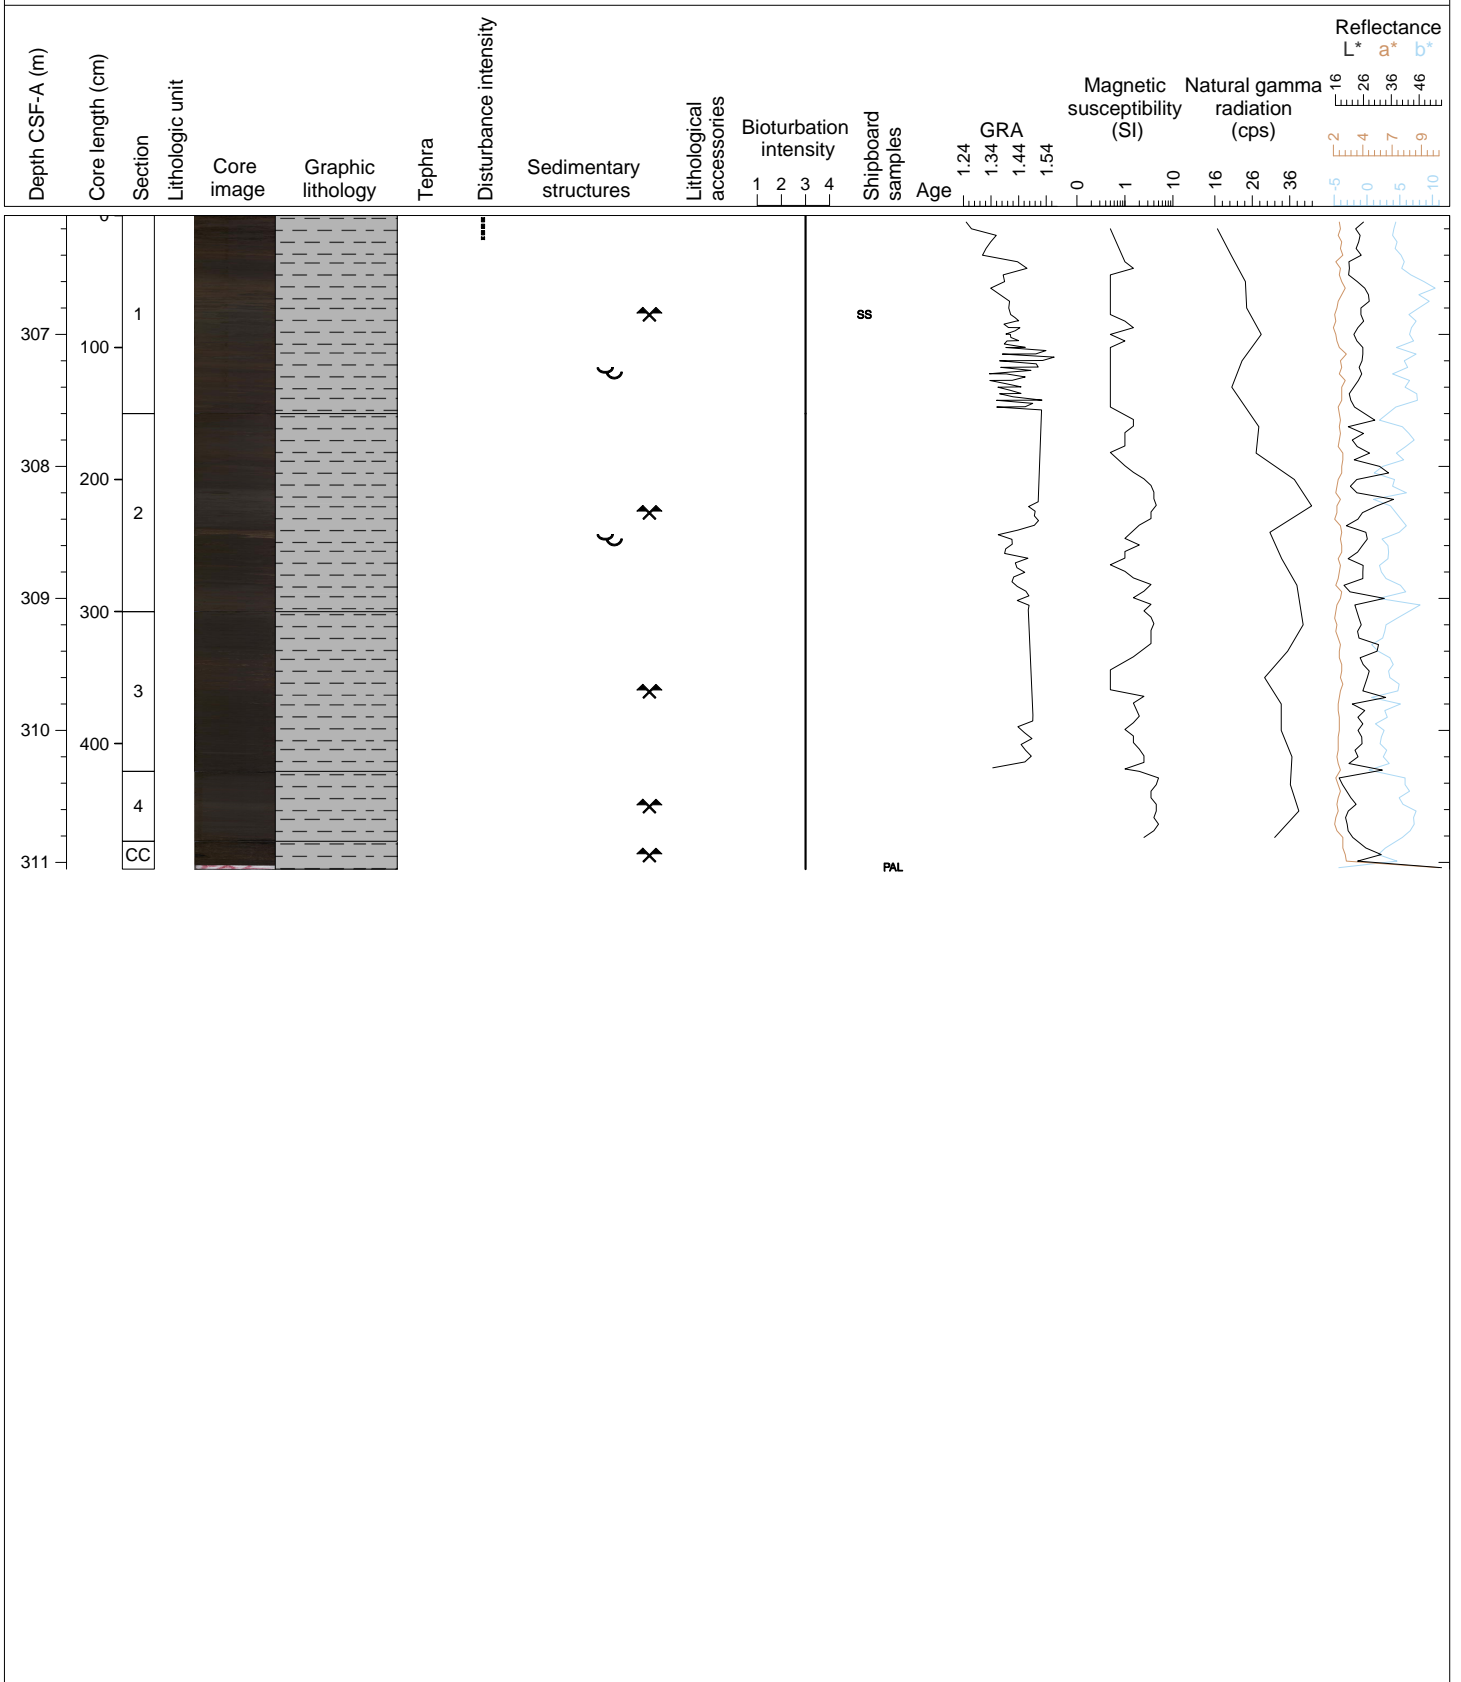 Depth CSF-A (m)
Core length (cm)
Section
Lithologic unit
Core
image
Graphic
lithology
Tephra
Disturbance intensity
Sedimentary
structures
Lithological
accessories
Bioturbation
intensity
1 2 3 4
Shipboard
samples
Age
GRA
1.24 1.34 1.44 1.54
Magnetic
susceptibility
(SI)
0 1 10
Natural gamma
radiation
(cps)
16 26 36
Reflectance
L* a* b*
16 26 36 46
2 4 7 9
-5 0 5 10
0
1
SS
307
100
308
200
2
309
300
3
310
400
4
CC
311
PAL